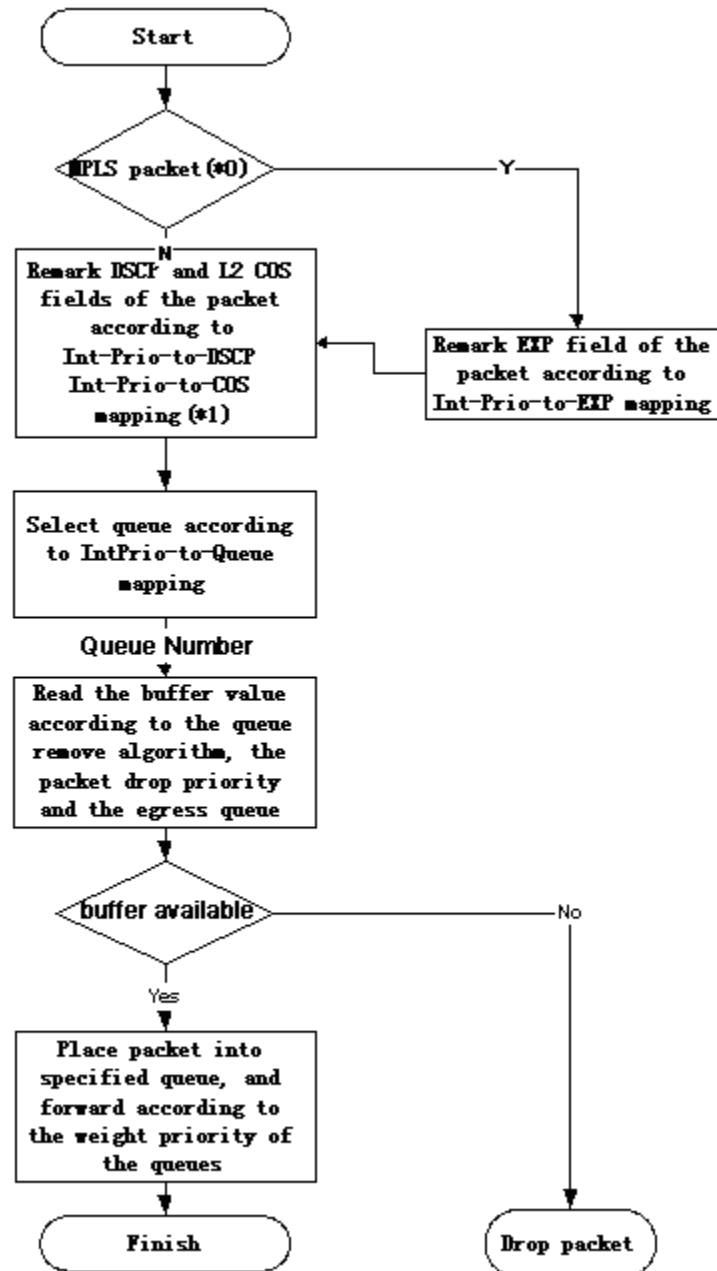 Start
MPLS packet(*0)
Y
N
Remark DSCP and L2 COS
fields of the packet
according to
Int-Prio-to-DSCP
Int-Prio-to-COS
mapping(*1)
Remark EXP field of the
packet according to
Int-Prio-to-EXP mapping
Select queue according
to IntPrio-to-Queue
mapping
Queue Number
Read the buffer value
according to the queue
remove algorithm, the
packet drop priority
and the egress queue
buffer available
No
Yes
Place packet into
specified queue, and
forward according to
the weight priority of
the queues
Finish
Drop packet